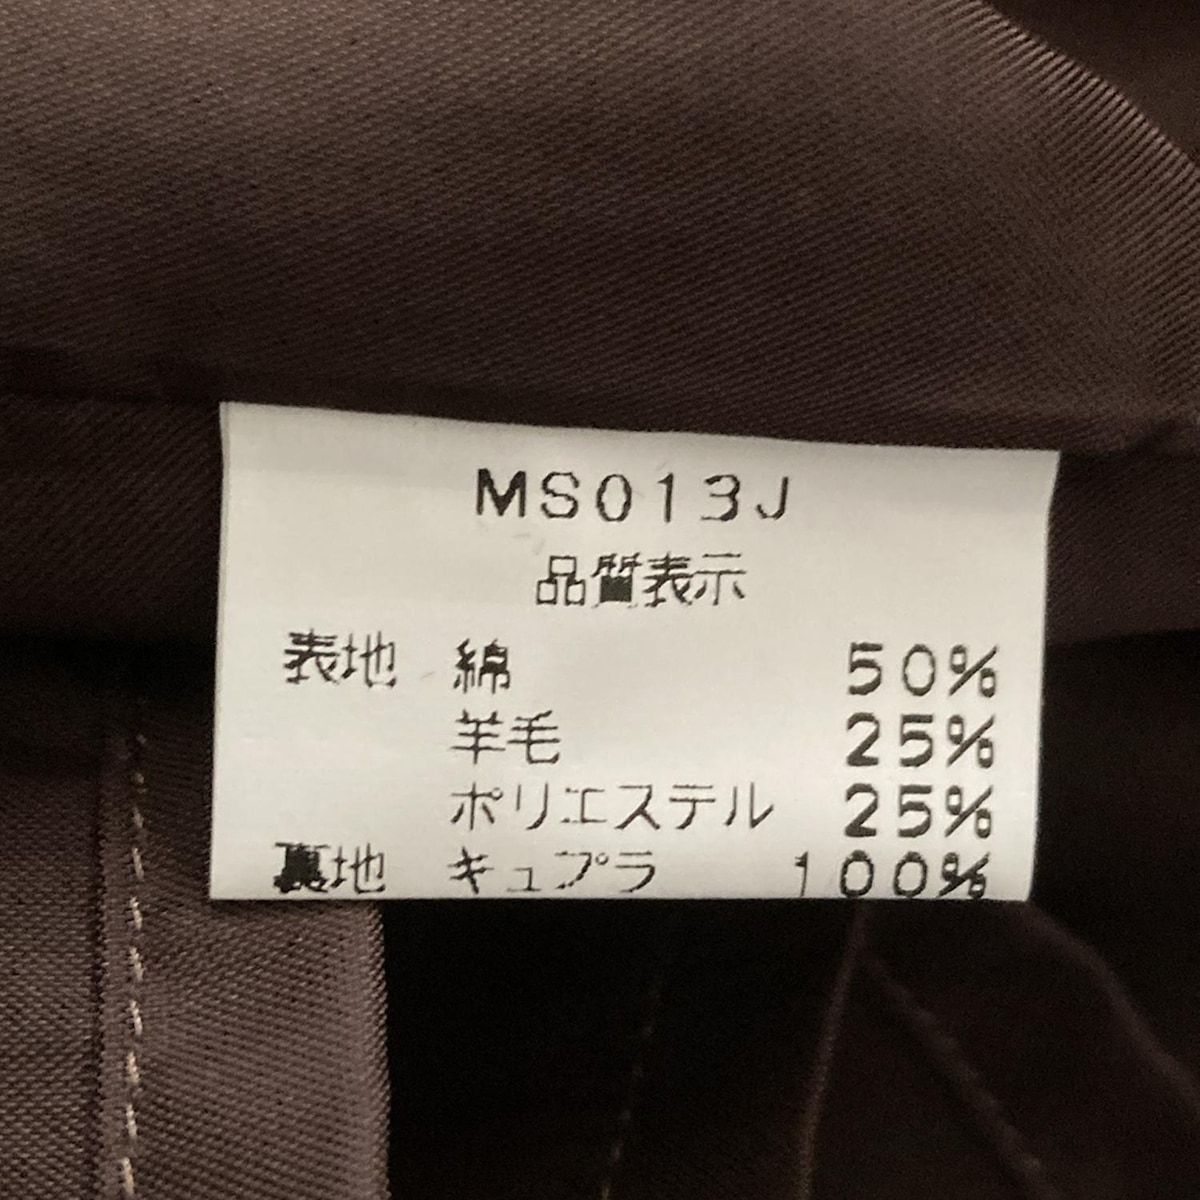 MS013J
品質表示
表地 綿 50%
羊毛 25%
ポリエステル 25%
裏地 キュプラ 100%